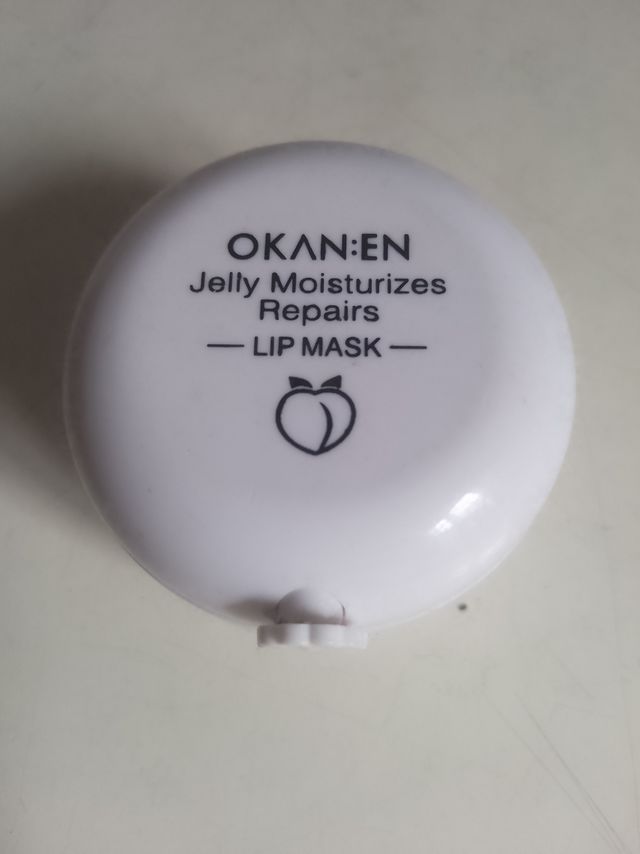 OKAN:EN
Jelly Moisturizes
Repairs
— LIP MASK —